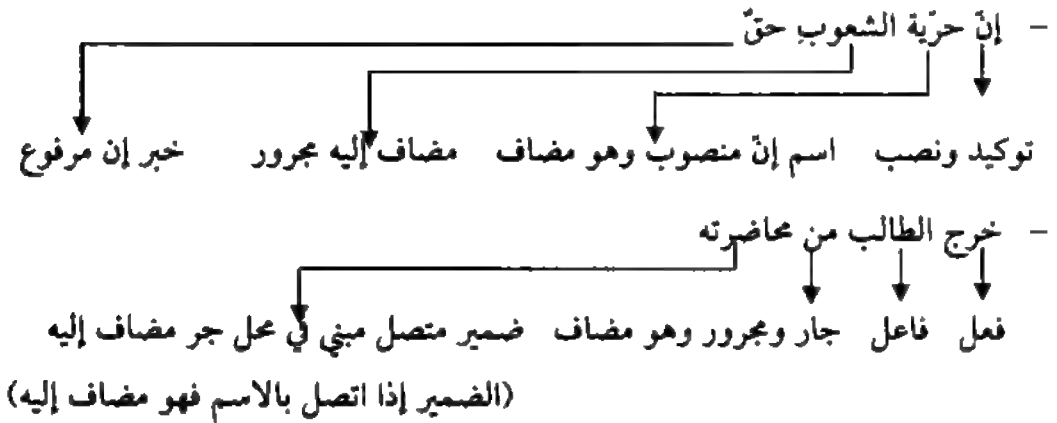 - إنّ حرّية الشعوبِ حقّ
توكيد ونصب اسم إنّ منصوب وهو مضاف مضاف إليه مجرور خبر إن مرفوع
- خرج الطالب من محاضرته
فعل فاعل جار ومجرور وهو مضاف ضمير متصل مبني في محل جر مضاف إليه
(الضمير إذا اتصل بالاسم فهو مضاف إليه)